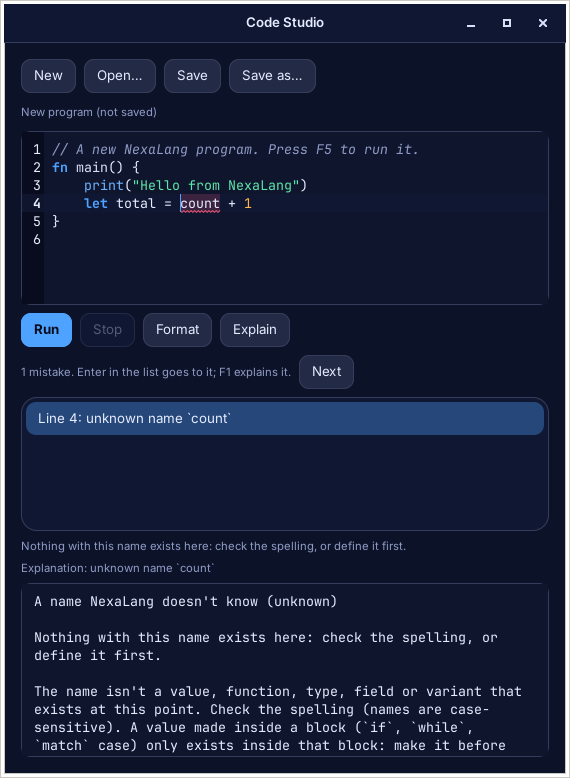 Code Studio
New Open... Save Save as...
New program (not saved)
1 // A new NexaLang program. Press F5 to run it.
2 fn main() {
3     print("Hello from NexaLang")
4     let total = count + 1
5 }
6
Run Stop Format Explain
1 mistake. Enter in the list goes to it; F1 explains it. Next
Line 4: unknown name `count`
Nothing with this name exists here: check the spelling, or define it first.
Explanation: unknown name `count`
A name NexaLang doesn't know (unknown)
Nothing with this name exists here: check the spelling, or
define it first.
The name isn't a value, function, type, field or variant that
exists at this point. Check the spelling (names are case-
sensitive). A value made inside a block (`if`, `while`,
`match` case) only exists inside that block: make it before